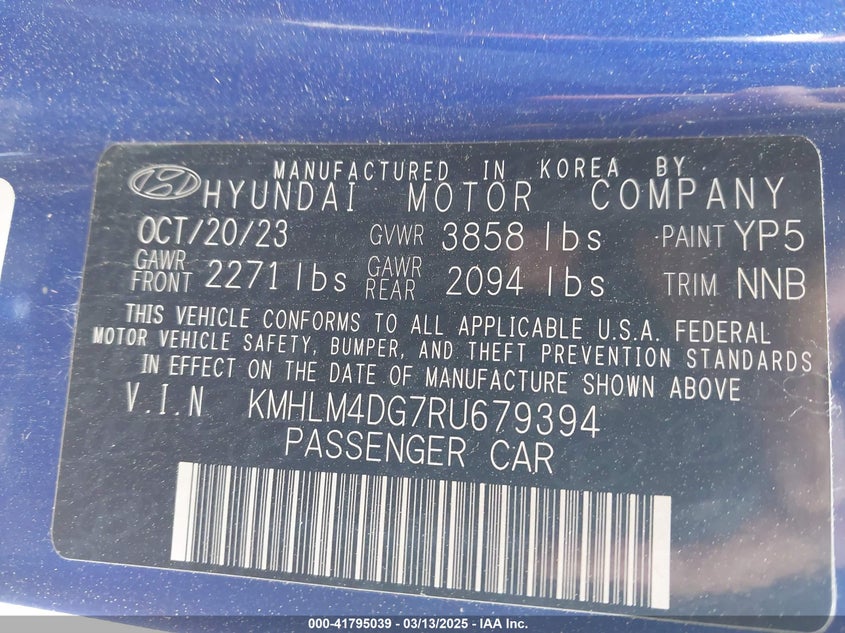 MANUFACTURED IN KOREA BY
HYUNDAI MOTOR COMPANY
OCT/20/23 GVWR 3858 lbs PAINT YP5
GAWR FRONT 2271 lbs GAWR REAR 2094 lbs TRIM NNB
THIS VEHICLE CONFORMS TO ALL APPLICABLE U.S.A. FEDERAL
MOTOR VEHICLE SAFETY, BUMPER, AND THEFT PREVENTION STANDARDS
IN EFFECT ON THE DATE OF MANUFACTURE SHOWN ABOVE
V.I.N KMHLM4DG7RU679394
PASSENGER CAR
000-41795039 - 03/13/2025 - IAA Inc.